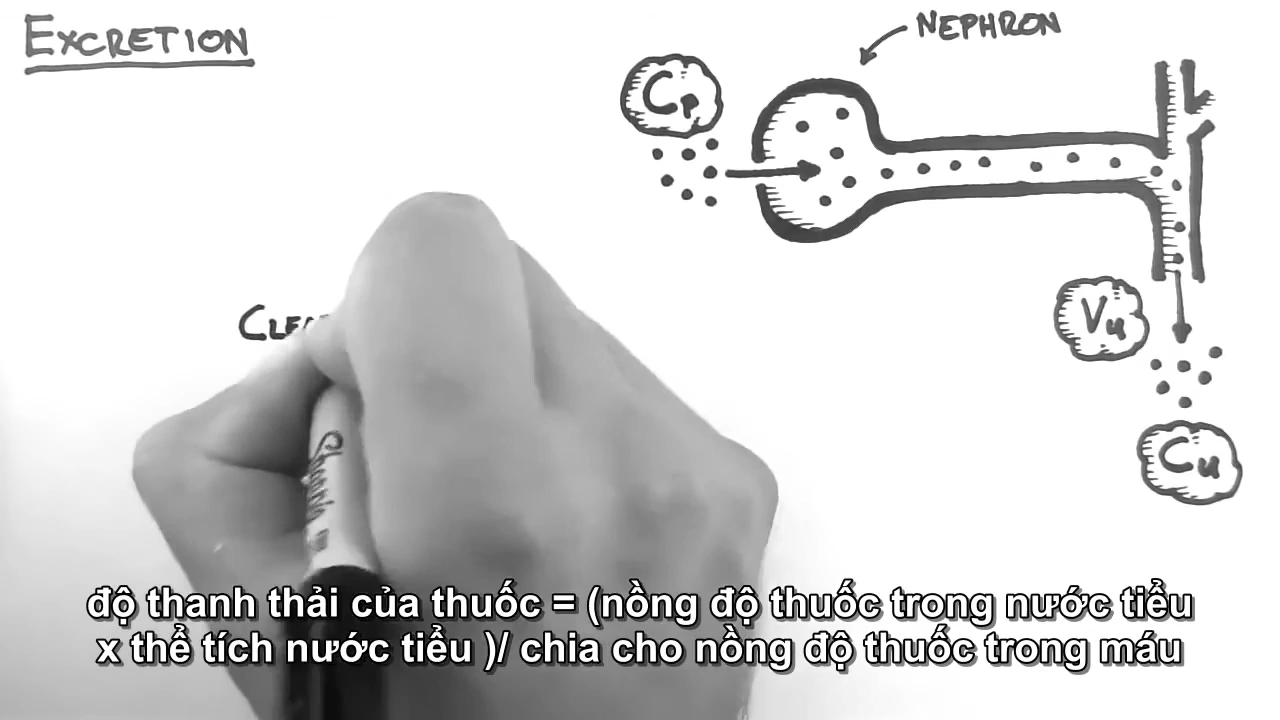 EXCRETION
NEPHRON
Cp
Vu
Cu
độ thanh thải của thuốc = (nồng độ thuốc trong nước tiểu
x thể tích nước tiểu )/ chia cho nồng độ thuốc trong máu